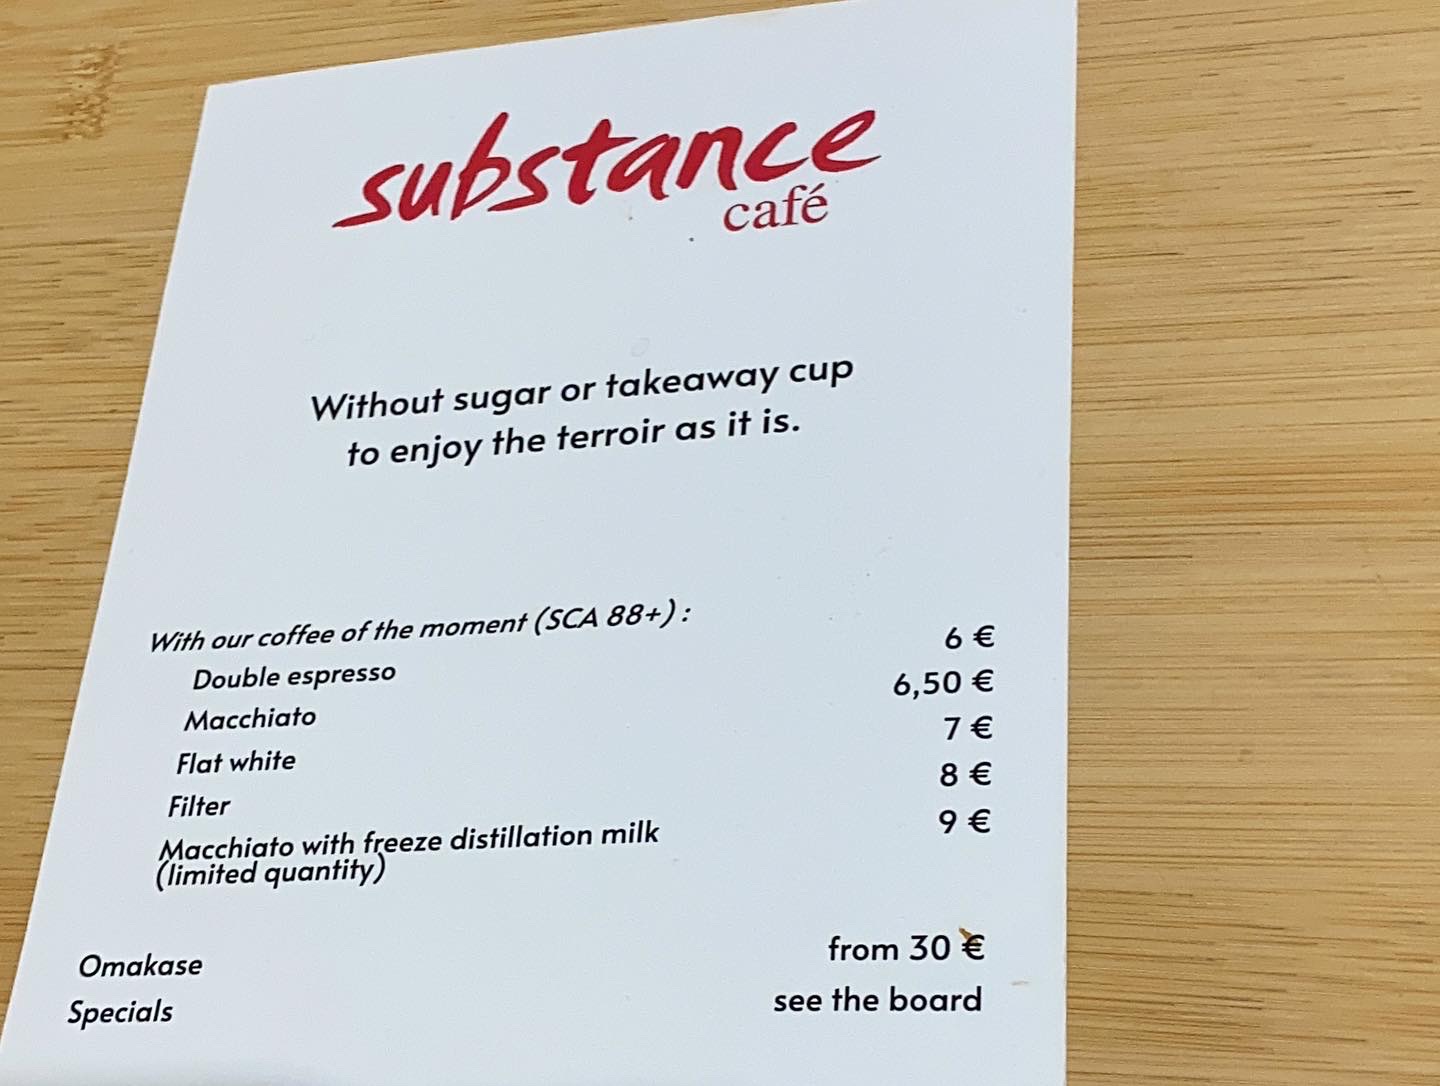 substance
café
Without sugar or takeaway cup
to enjoy the terroir as it is.
With our coffee of the moment (SCA 88+) :
Double espresso 6 €
Macchiato 6,50 €
Flat white 7 €
Filter 8 €
Macchiato with freeze distillation milk 9 €
(limited quantity)
Omakase from 30 €
Specials see the board